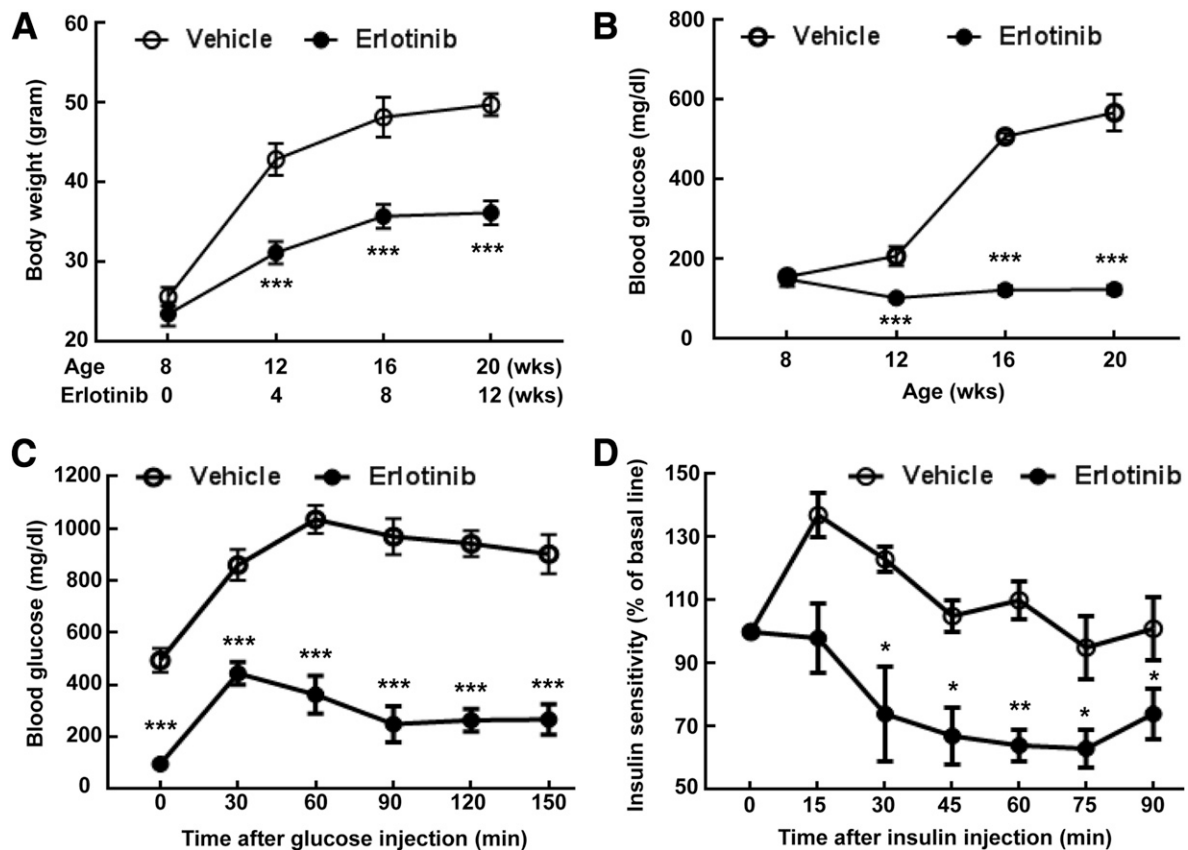 A
Vehicle Erlotinib
Body weight (gram)
60
50
40
30
20
*** *** ***
Age 8 12 16 20 (wks)
Erlotinib 0 4 8 12 (wks)
B
Vehicle Erlotinib
Blood glucose (mg/dl)
800
600
400
200
0
*** *** ***
8 12 16 20
Age (wks)
C
Vehicle Erlotinib
Blood glucose (mg/dl)
1200
1000
800
600
400
200
0
*** *** *** *** *** ***
0 30 60 90 120 150
Time after glucose injection (min)
D
Vehicle Erlotinib
Insulin sensitivity (% of basal line)
150
130
110
90
70
50
* * ** * *
0 15 30 45 60 75 90
Time after insulin injection (min)